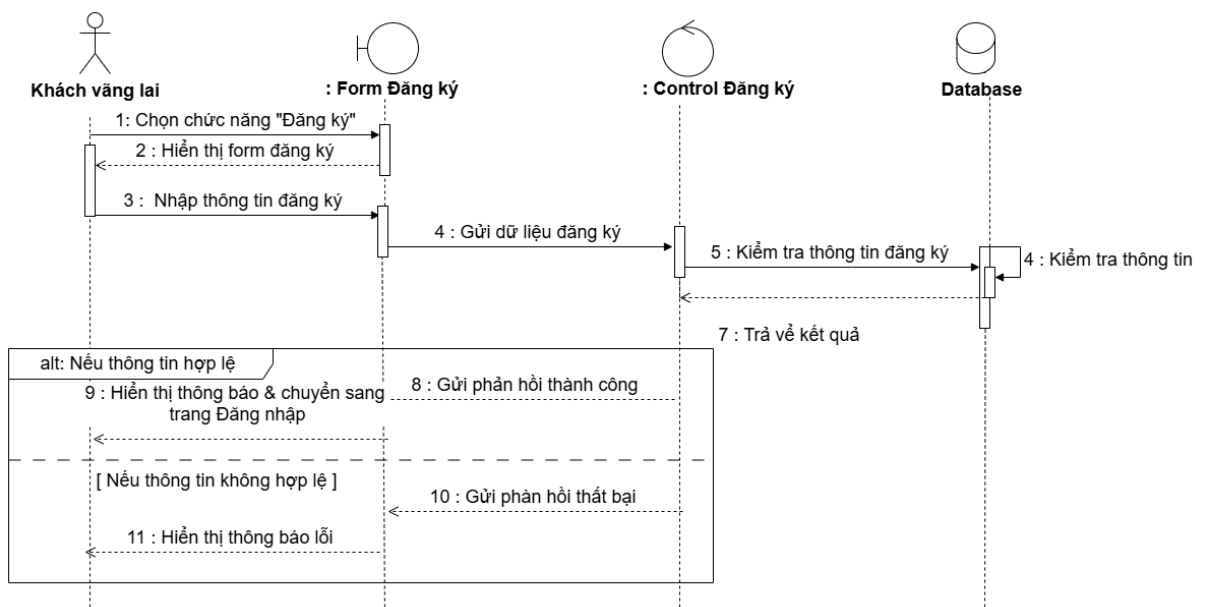 Khách vãng lai
: Form Đăng ký
: Control Đăng ký
Database
1: Chọn chức năng "Đăng ký"
2 : Hiển thị form đăng ký
3 : Nhập thông tin đăng ký
4 : Gửi dữ liệu đăng ký
5 : Kiểm tra thông tin đăng ký
4 : Kiểm tra thông tin
7 : Trả về kết quả
alt: Nếu thông tin hợp lệ
8 : Gửi phản hồi thành công
9 : Hiển thị thông báo & chuyển sang
trang Đăng nhập
[ Nếu thông tin không hợp lệ ]
10 : Gửi phàn hồi thất bại
11 : Hiển thị thông báo lỗi